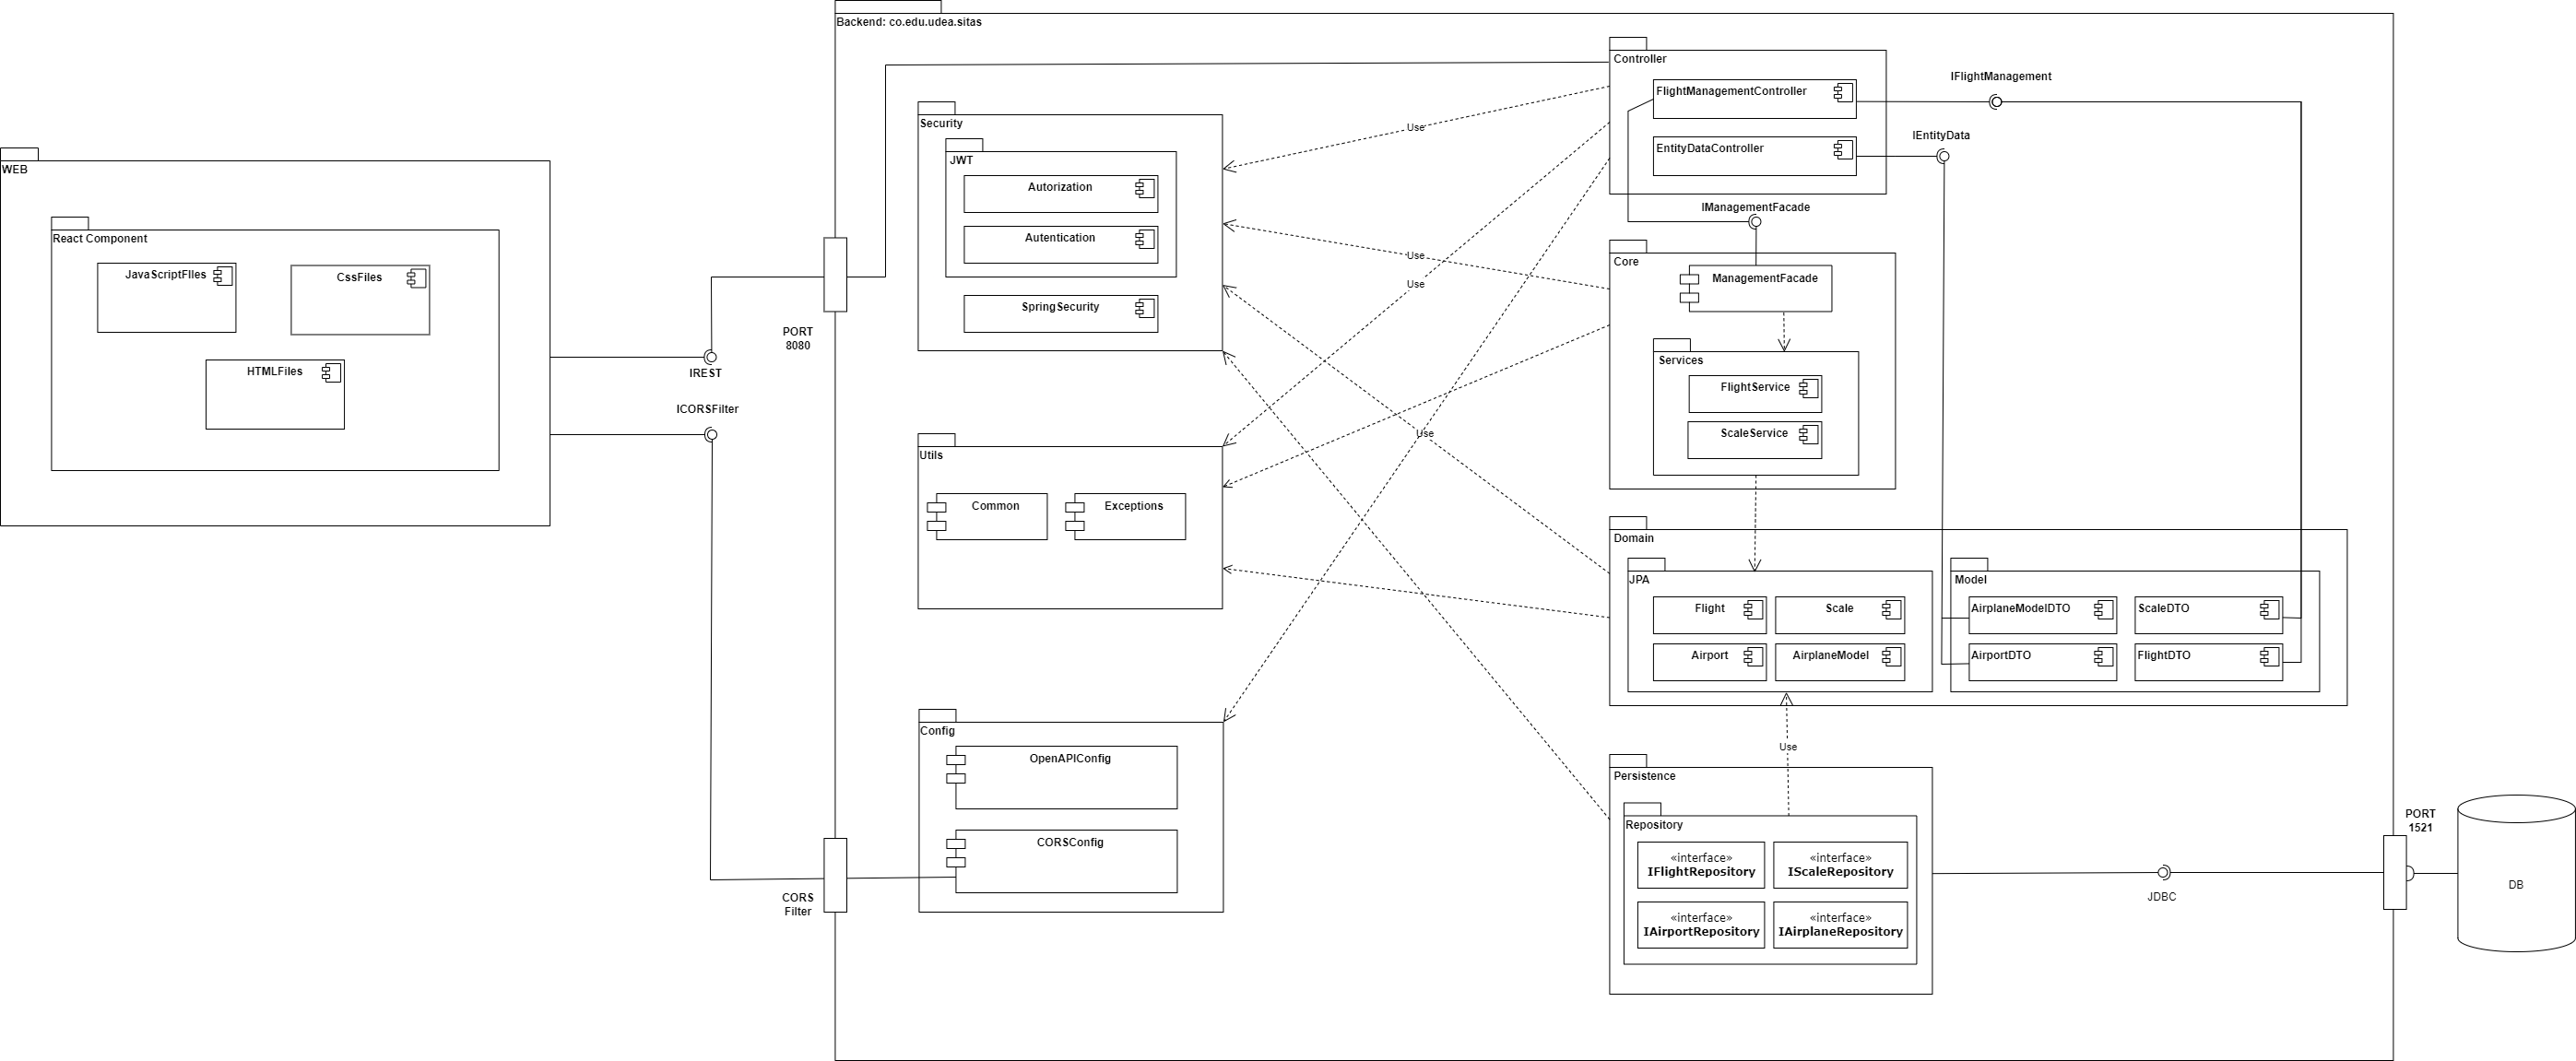 Backend: co.edu.udea.sitas
WEB
React Component
JavaScriptFIles
CssFiles
HTMLFiles
IREST
ICORSFilter
PORT
8080
CORS
Filter
Security
JWT
Autorization
Autentication
SpringSecurity
Utils
Common
Exceptions
Config
OpenAPIConfig
CORSConfig
Use
Use
Use
Use
Controller
FlightManagementController
EntityDataController
IFlightManagement
IEntityData
IManagementFacade
Core
ManagementFacade
Services
FlightService
ScaleService
Domain
JPA
Flight
Scale
Airport
AirplaneModel
Model
AirplaneModelDTO
ScaleDTO
AirportDTO
FlightDTO
Use
Persistence
Repository
«interface»
IFlightRepository
«interface»
IScaleRepository
«interface»
IAirportRepository
«interface»
IAirplaneRepository
JDBC
PORT
1521
DB